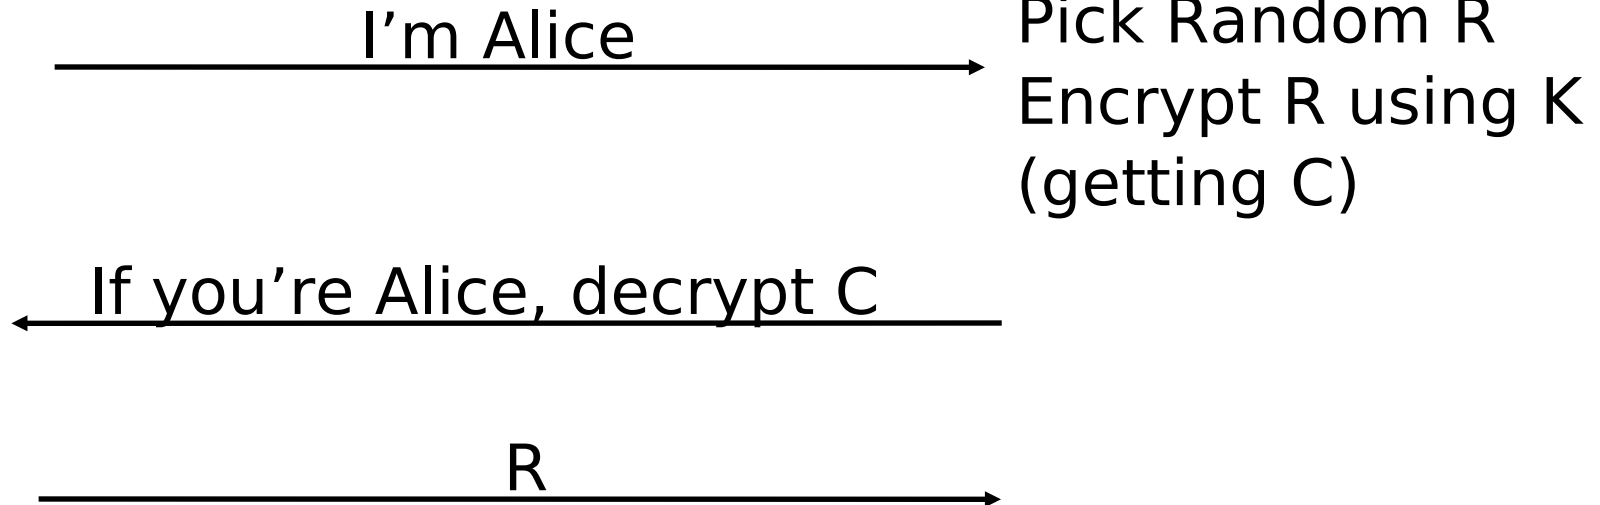 I’m Alice
Pick Random R
Encrypt R using K
(getting C)
If you’re Alice, decrypt C
R